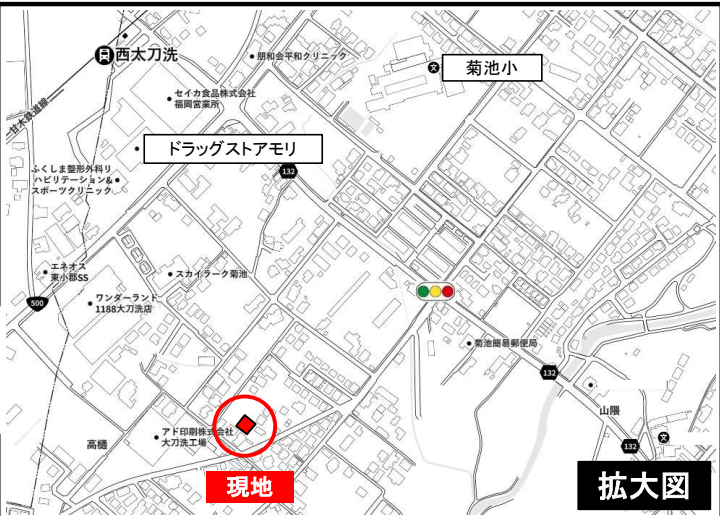 西太刀洗
朋和会平和クリニック
菊池小
セイカ食品株式会社
福岡営業所
甘木鉄道線
ドラッグストアモリ
132
ふくしま整形外科リ
ハビリテーション&
スポーツクリニック
エネオス
東小郡SS
スカイラーク菊池
500
ワンダーランド
1188大刀洗店
菊池簡易郵便局
132
山隈
アド印刷株式会社
大刀洗工場
高樋
132
文
文
現地
拡大図